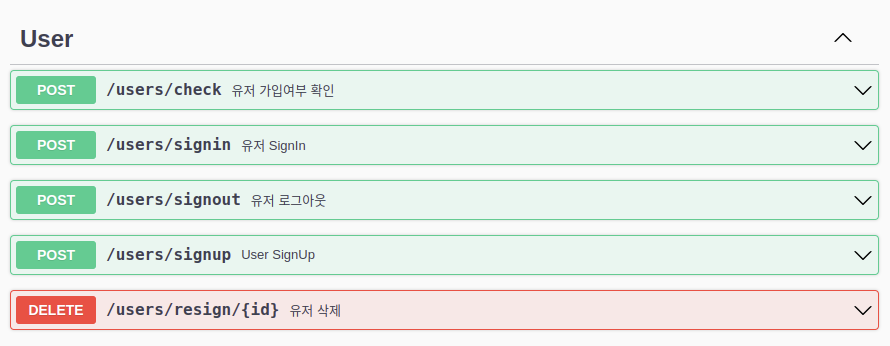 User
POST /users/check 유저 가입여부 확인
POST /users/signin 유저 SignIn
POST /users/signout 유저 로그아웃
POST /users/signup User SignUp
DELETE /users/resign/{id} 유저 삭제